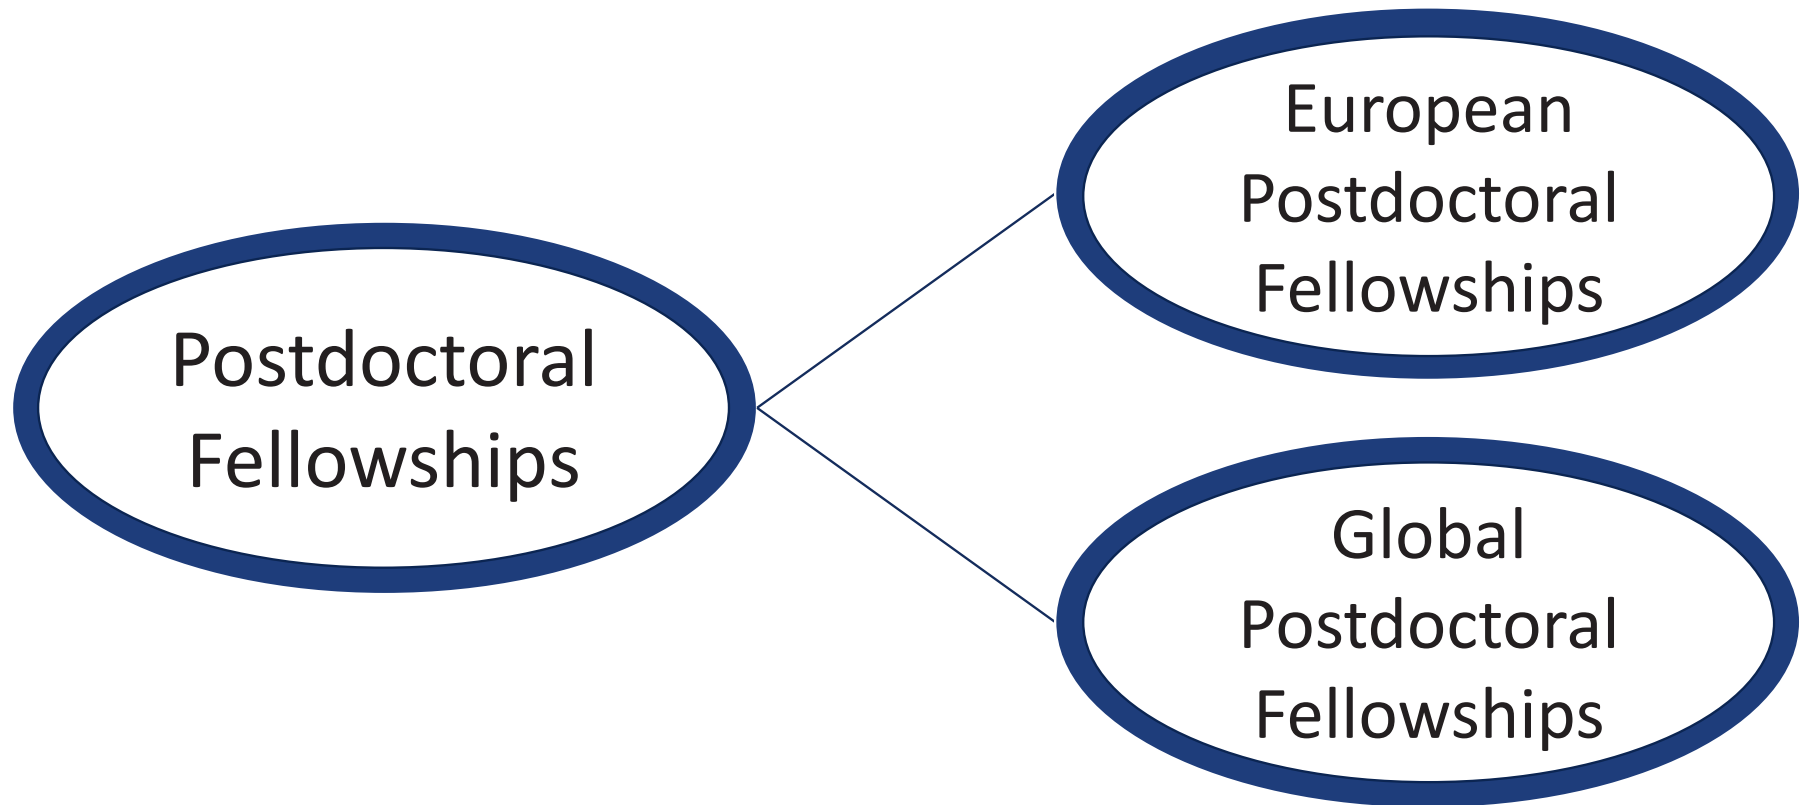 Postdoctoral
Fellowships
European
Postdoctoral
Fellowships
Global
Postdoctoral
Fellowships